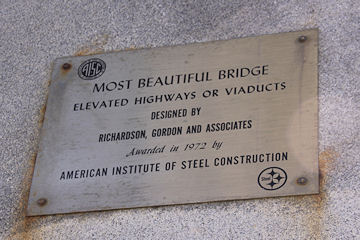 AISC
MOST BEAUTIFUL BRIDGE
ELEVATED HIGHWAYS OR VIADUCTS
DESIGNED BY
RICHARDSON, GORDON AND ASSOCIATES
Awarded in 1972 by
AMERICAN INSTITUTE OF STEEL CONSTRUCTION
Steel